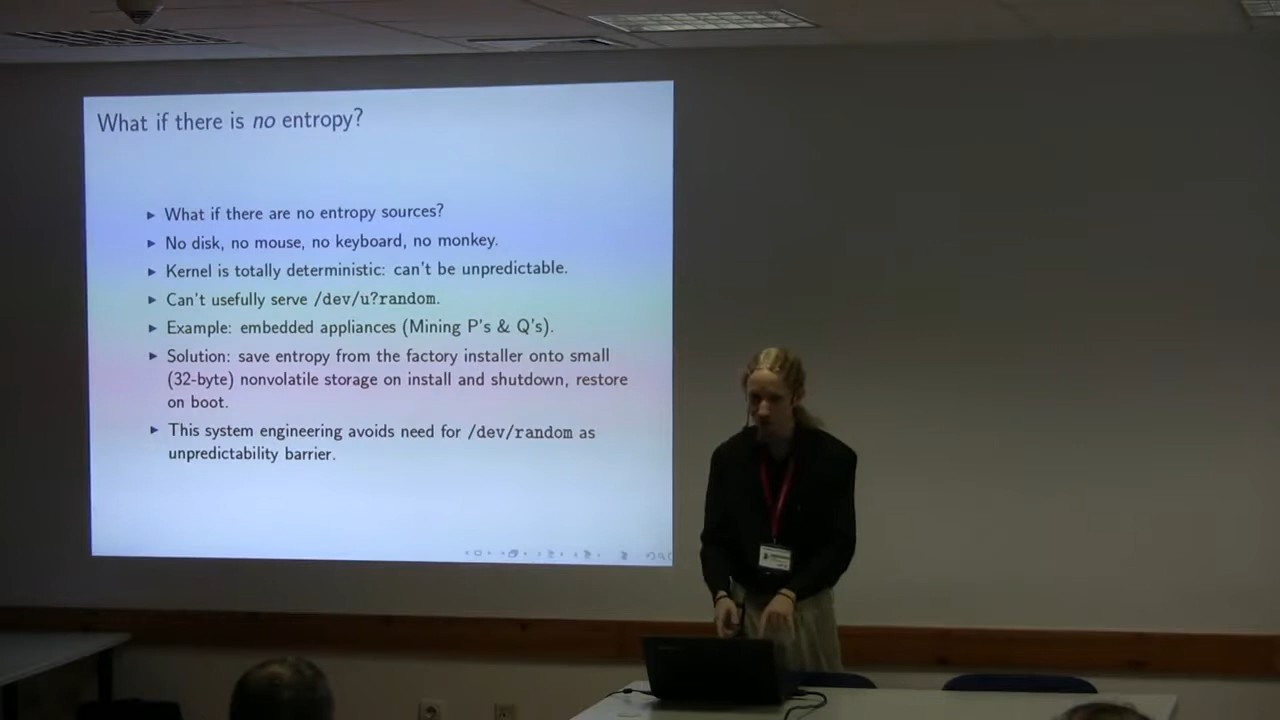 What if there is no entropy?
▶ What if there are no entropy sources?
▶ No disk, no mouse, no keyboard, no monkey.
▶ Kernel is totally deterministic: can't be unpredictable.
▶ Can't usefully serve /dev/u?random.
▶ Example: embedded appliances (Mining P's & Q's).
▶ Solution: save entropy from the factory installer onto small
(32-byte) nonvolatile storage on install and shutdown, restore
on boot.
▶ This system engineering avoids need for /dev/random as
unpredictability barrier.